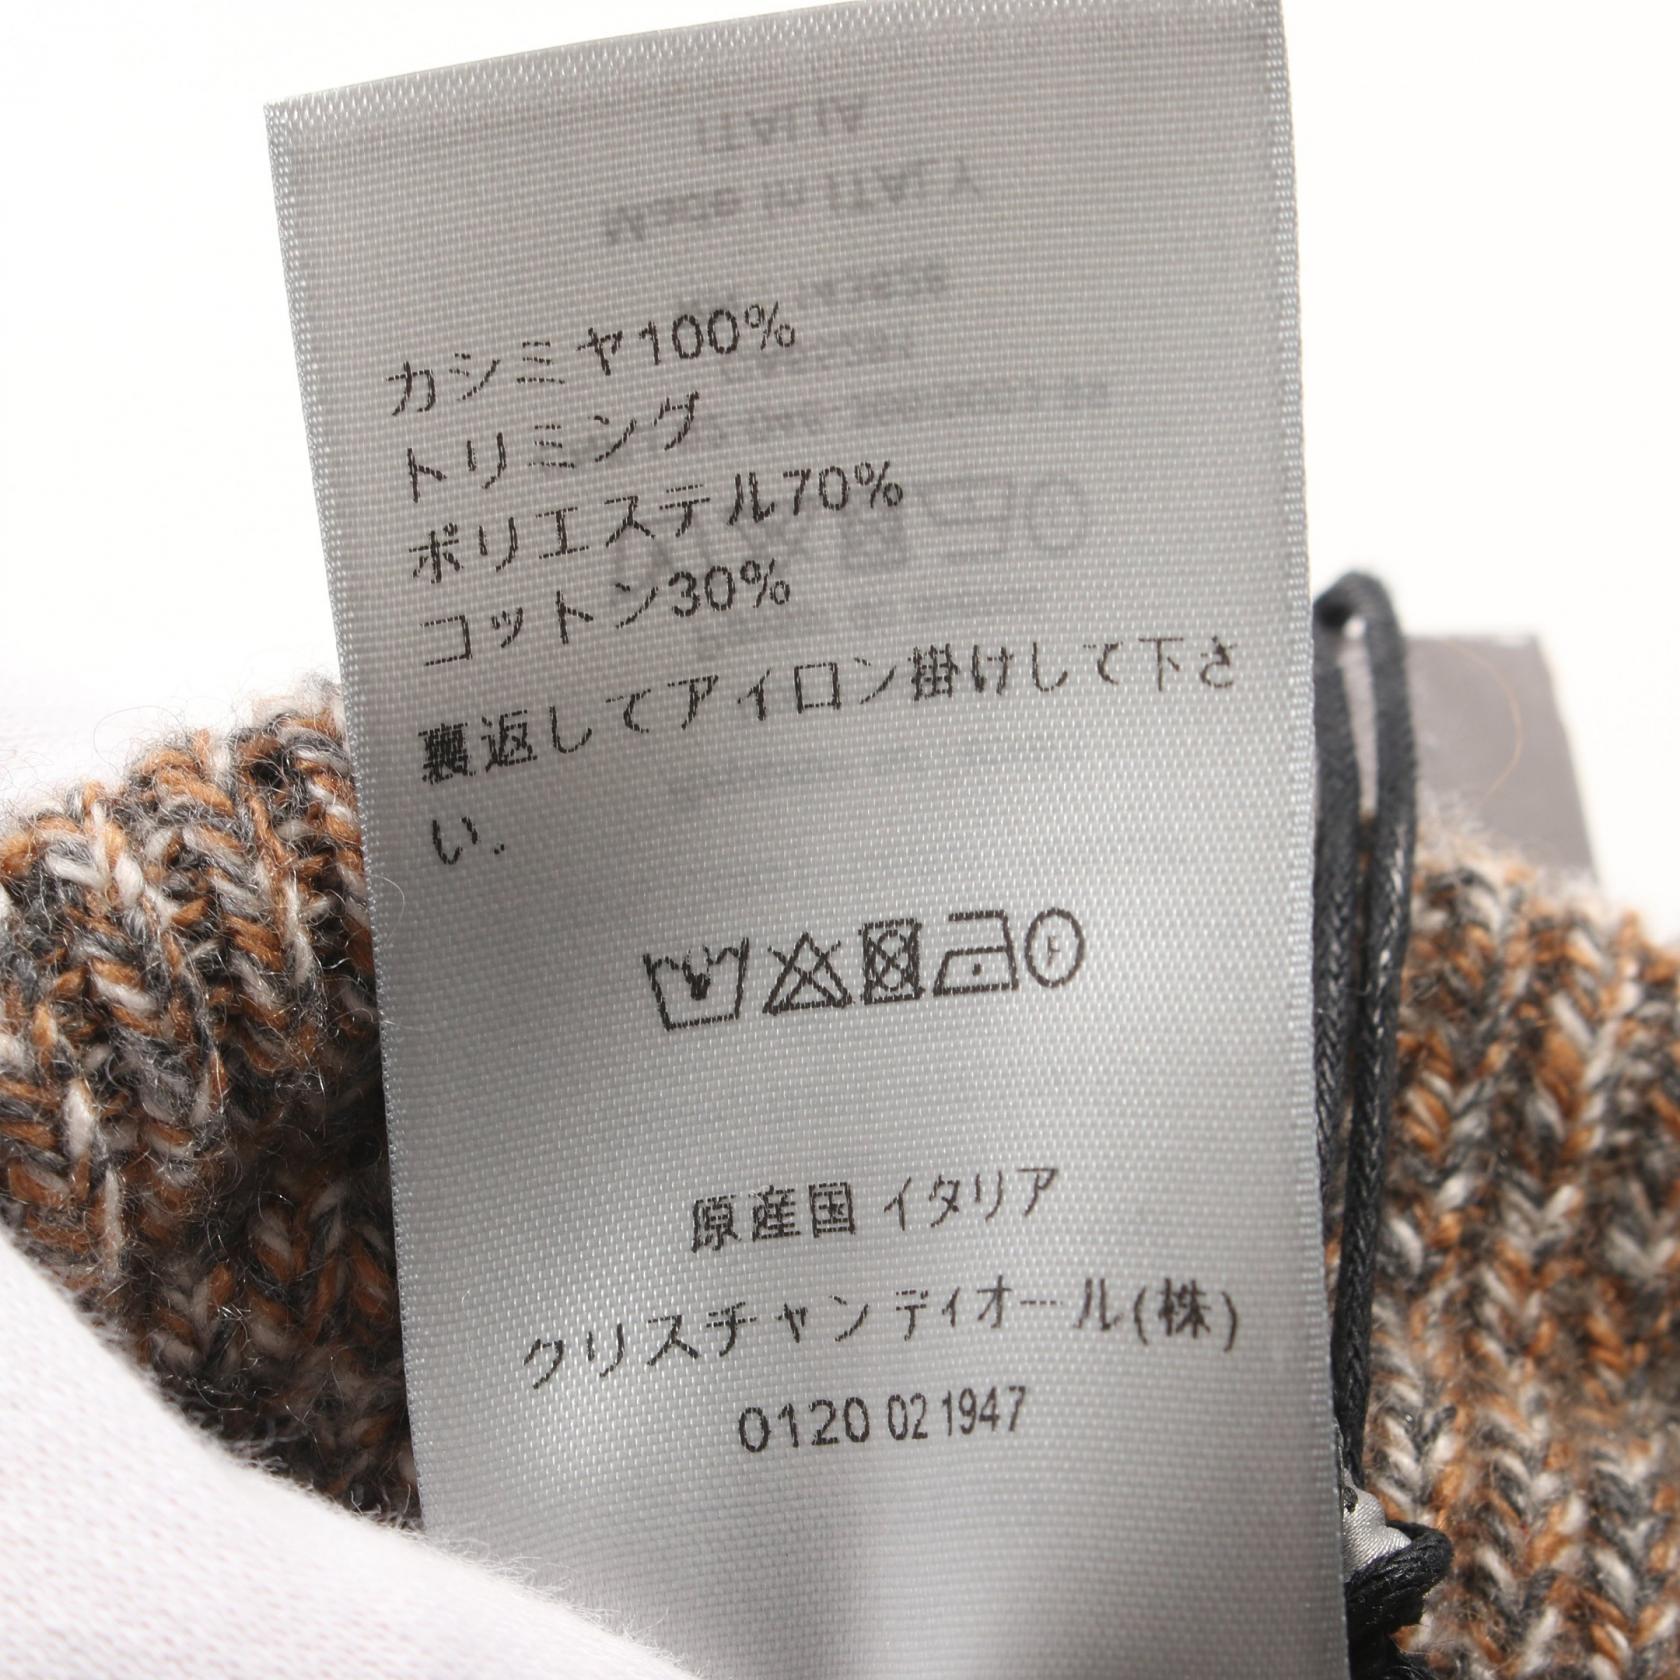 カシミヤ100%
トリミング
ポリエステル70%
コットン30%
裏返してアイロン掛けして下さ
い.
F
原産国 イタリア
クリスチャン ディオール(株)
0120 021947